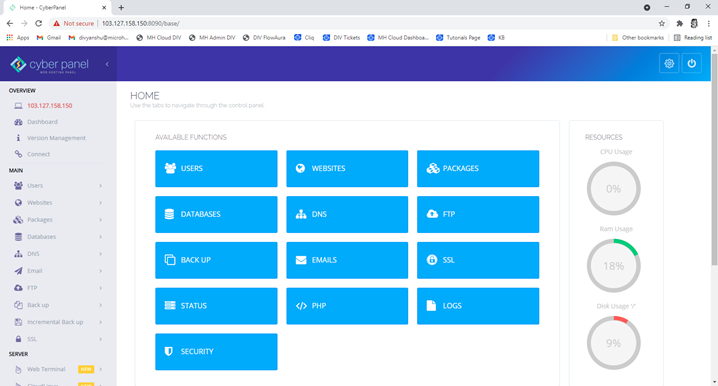 Home - CyberPanel
Not secure | 103.127.158.150:8090/base/
Apps
Gmail
divyanshu@microh...
MH Cloud DIV
MH Admin DIV
DIV FlowAura
Cliq
DIV Tickets
MH Cloud Dashboa...
Tutorials Page
KB
Other bookmarks
Reading list
cyber panel
WEB HOSTING PANEL
OVERVIEW
103.127.158.150
Dashboard
Version Management
Connect
MAIN
Users
Websites
Packages
Databases
DNS
Email
FTP
Back up
Incremental Back up
SSL
SERVER
Web Terminal
NEW
HOME
Use the tabs to navigate through the control panel.
AVAILABLE FUNCTIONS
USERS
WEBSITES
PACKAGES
DATABASES
DNS
FTP
BACK UP
EMAILS
SSL
STATUS
PHP
LOGS
SECURITY
RESOURCES
CPU Usage
0%
Ram Usage
18%
Disk Usage '/'
9%